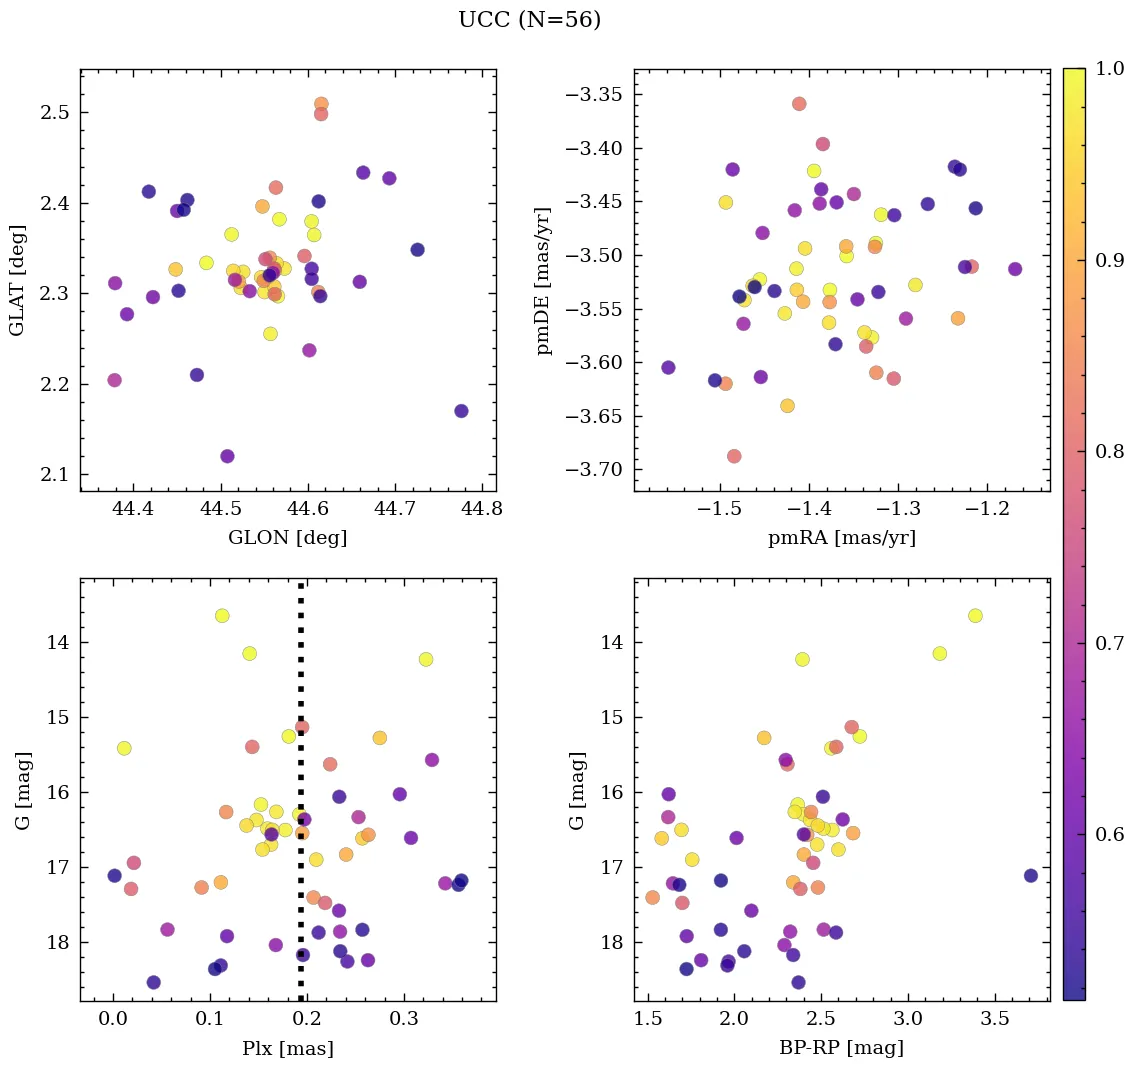 UCC (N=56)
2.5
2.4
2.3
2.2
2.1
44.4 44.5 44.6 44.7 44.8
GLON [deg]
GLAT [deg]
−3.35
−3.40
−3.45
−3.50
−3.55
−3.60
−3.65
−3.70
−1.5 −1.4 −1.3 −1.2
pmRA [mas/yr]
pmDE [mas/yr]
1.0
0.9
0.8
0.7
0.6
14
15
16
17
18
0.0 0.1 0.2 0.3
Plx [mas]
G [mag]
14
15
16
17
18
1.5 2.0 2.5 3.0 3.5
BP-RP [mag]
G [mag]